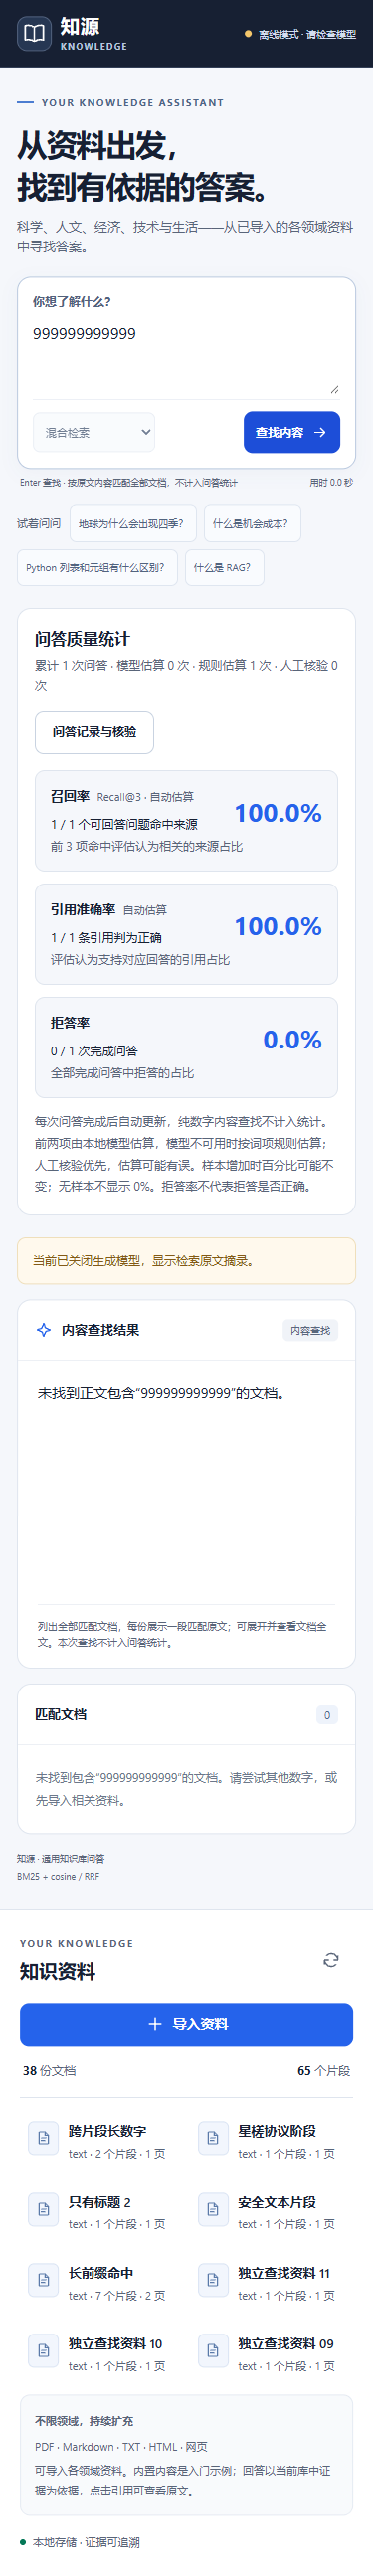 知源
KNOWLEDGE
离线模式 · 请检查模型
YOUR KNOWLEDGE ASSISTANT
从资料出发，
找到有依据的答案。
科学、人文、经济、技术与生活——从已导入的各领域资料
中寻找答案。
你想了解什么？
999999999999
混合检索
查找内容
Enter 查找 · 按原文内容匹配全部文档，不计入问答统计
用时 0.0 秒
试着问问
地球为什么会出现四季？
什么是机会成本？
Python 列表和元组有什么区别？
什么是 RAG？
问答质量统计
累计 1 次问答 · 模型估算 0 次 · 规则估算 1 次 · 人工核验 0
次
问答记录与核验
召回率 Recall@3 · 自动估算
1 / 1 个可回答问题命中来源
前 3 项命中评估认为相关的来源占比
100.0%
引用准确率 自动估算
1 / 1 条引用判为正确
评估认为支持对应回答的引用占比
100.0%
拒答率
0 / 1 次完成问答
全部完成问答中拒答的占比
0.0%
每次问答完成后自动更新，纯数字内容查找不计入统计。
前两项由本地模型估算，模型不可用时按词项规则估算；
人工核验优先，估算可能有误。样本增加时百分比可能不
变；无样本不显示 0%。拒答率不代表拒答是否正确。
当前已关闭生成模型，显示检索原文摘录。
内容查找结果
内容查找
未找到正文包含“999999999999”的文档。
列出全部匹配文档，每份展示一段匹配原文；可展开并查看文档全
文。本次查找不计入问答统计。
匹配文档
0
未找到包含“999999999999”的文档。请尝试其他数字，或
先导入相关资料。
知源 · 通用知识库问答
BM25 + cosine / RRF
YOUR KNOWLEDGE
知识资料
导入资料
38 份文档
65 个片段
跨片段长数字
text · 2 个片段 · 1 页
星槎协议阶段
text · 1 个片段 · 1 页
只有标题 2
text · 1 个片段 · 1 页
安全文本片段
text · 1 个片段 · 1 页
长前缀命中
text · 7 个片段 · 2 页
独立查找资料 11
text · 1 个片段 · 1 页
独立查找资料 10
text · 1 个片段 · 1 页
独立查找资料 09
text · 1 个片段 · 1 页
不限领域，持续扩充
PDF · Markdown · TXT · HTML · 网页
可导入各领域资料。内置内容是入门示例；回答以当前库中证
据为依据，点击引用可查看原文。
本地存储 · 证据可追溯